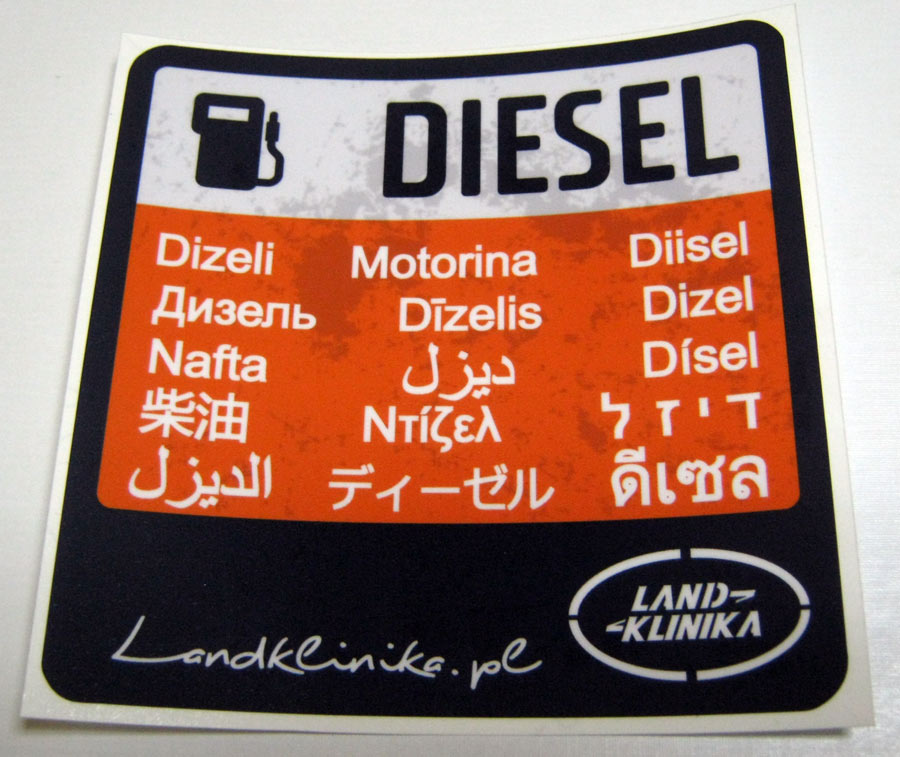 DIESEL
Dizeli Motorina Diisel
Дизель Dīzelis Dizel
Nafta ديزل Dísel
柴油 Ντίζελ דיזל
الديزل ディーゼル ดีเซล
LAND
KLINIKA
Landklinika.pl